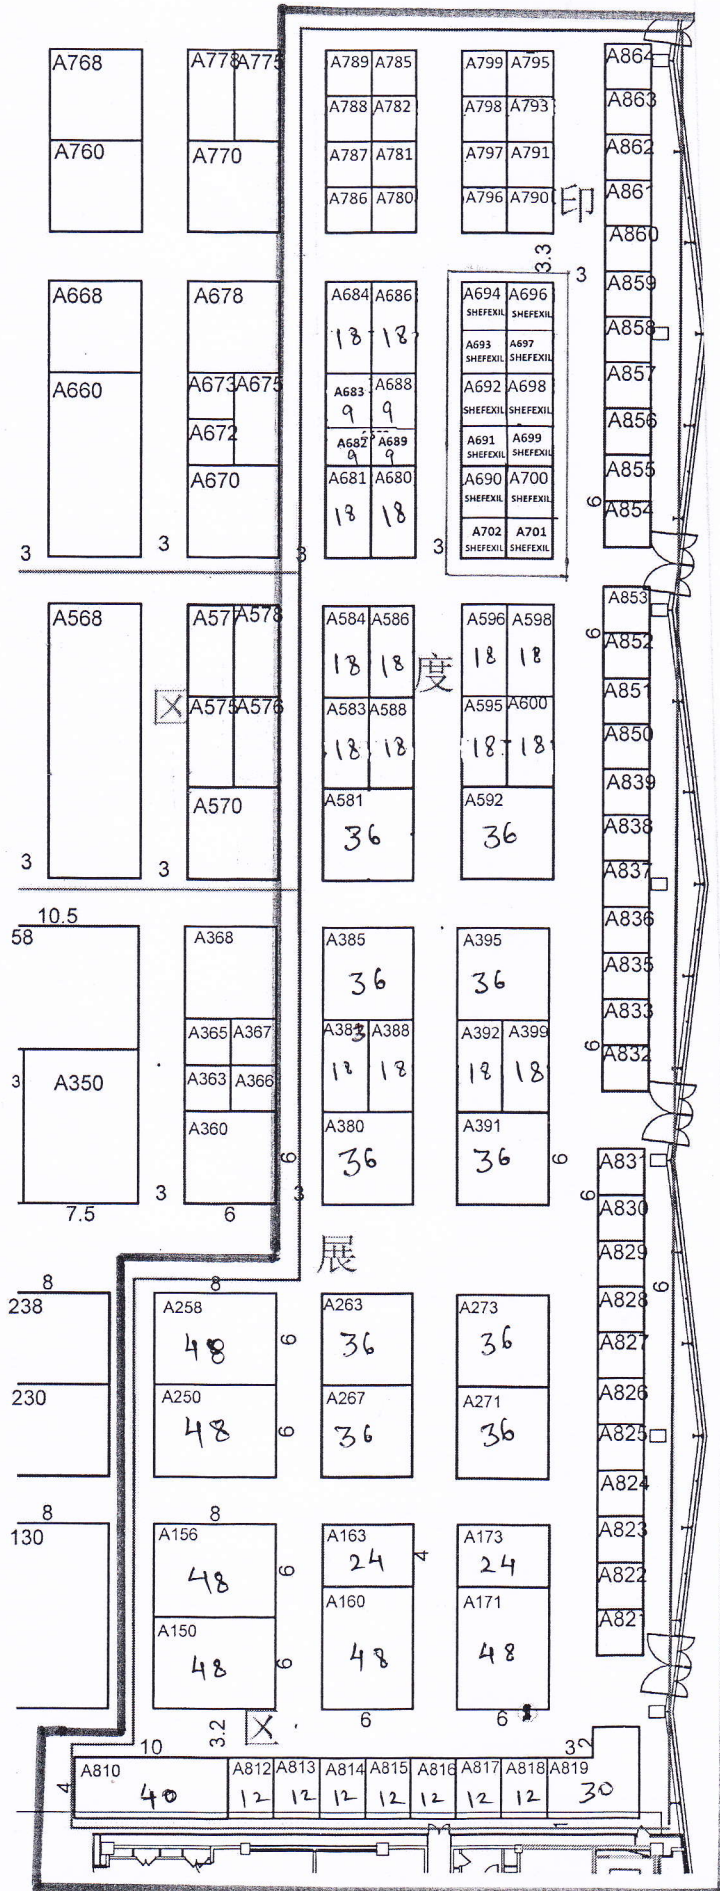 A768 A778 A775 A789 A785 A799 A795 A864
A788 A782 A798 A793 A863
A760 A770 A787 A781 A797 A791 A862
A786 A780 A796 A790 印 A861
A860
3.3 3
A668 A678 A684 A686 A694 A696 A859
SHEFEXIL SHEFEXIL
18 18 A858
A693 A697
SHEFEXIL SHEFEXIL
A660 A673 A675 A683 A688 A692 A698 A857
9 9 SHEFEXIL SHEFEXIL
A672 A682 A689 A691 A699 A856
9 9 SHEFEXIL SHEFEXIL
A670 A681 A680 A690 A700 A855
SHEFEXIL SHEFEXIL
18 18 6 A854
A702 A701
3 3 3 3 SHEFEXIL SHEFEXIL
A853
A568 A577 A578 A584 A586 A596 A598
6 A852
18 18 度 18 18
A851
区 A575 A576 A583 A588 A595 A600
18 18 18 18 A850
A839
A570 A581 A592
36 36 A838
3 3 A837
10.5 A836
58 A368 A385 A395
36 36 A835
A833
A365 A367 A383 A388 A392 A399
6 A832
3 A350 A363 A366 18 18 18 18
A360 A380 A391
6 36 36 6 A831
3 3 6
7.5 6 A830
展 A829
8 8
238 A258 A263 A273 A828
6
48 6 36 36 A827
230 A250 A267 A271 A826
48 6 36 36 A825
A824
8 8
130 A156 A163 A173 A823
48 6 24 4 24 A822
A160 A171
A150 A821
48 6 48 48
3.2 区 6 6
10 3 2
A810 A812 A813 A814 A815 A816 A817 A818 A819
4 40 12 12 12 12 12 12 12 30
1